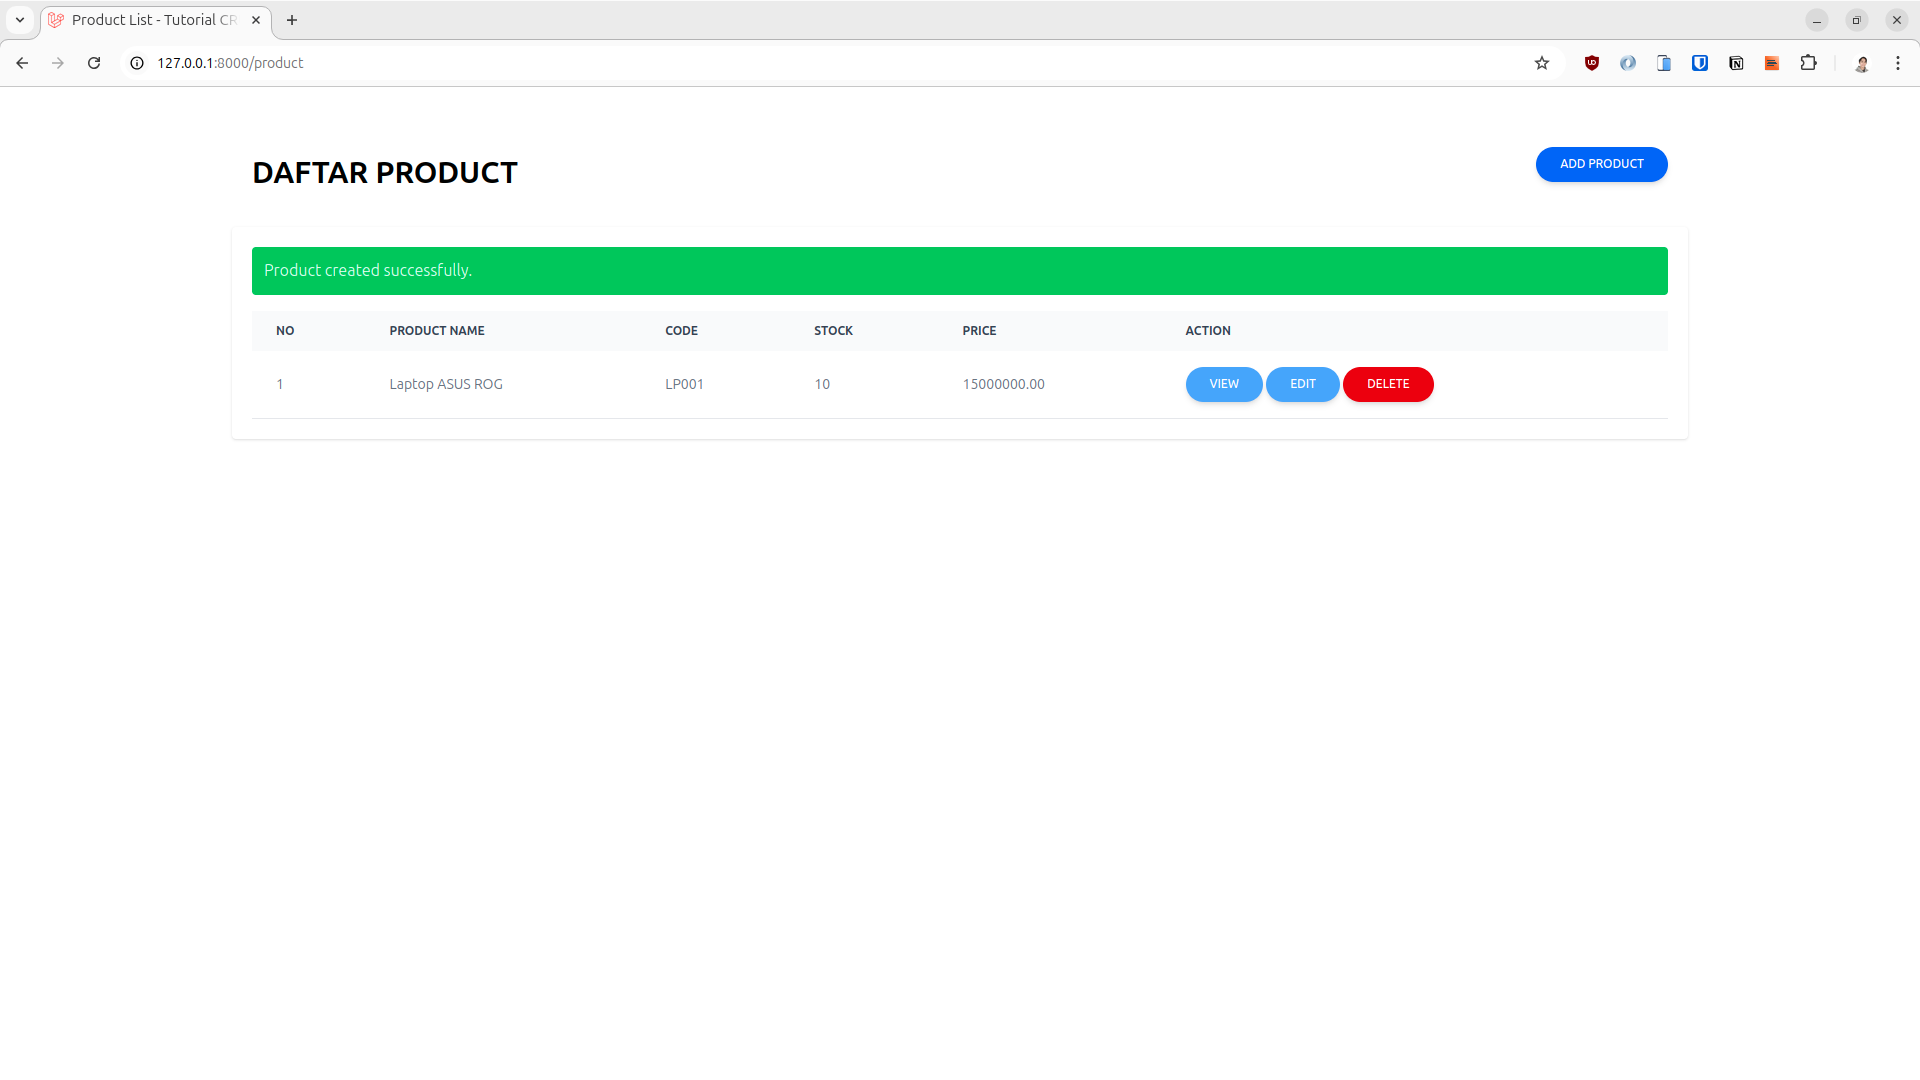 Product List - Tutorial CR
127.0.0.1:8000/product
DAFTAR PRODUCT
ADD PRODUCT
Product created successfully.
NO PRODUCT NAME CODE STOCK PRICE ACTION
1 Laptop ASUS ROG LP001 10 15000000.00 VIEW EDIT DELETE